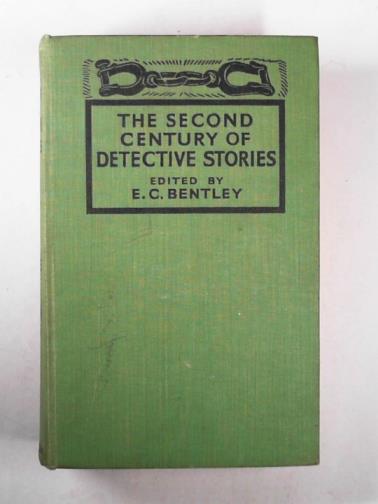 THE SECOND
CENTURY OF
DETECTIVE STORIES
EDITED BY
E. C. BENTLEY